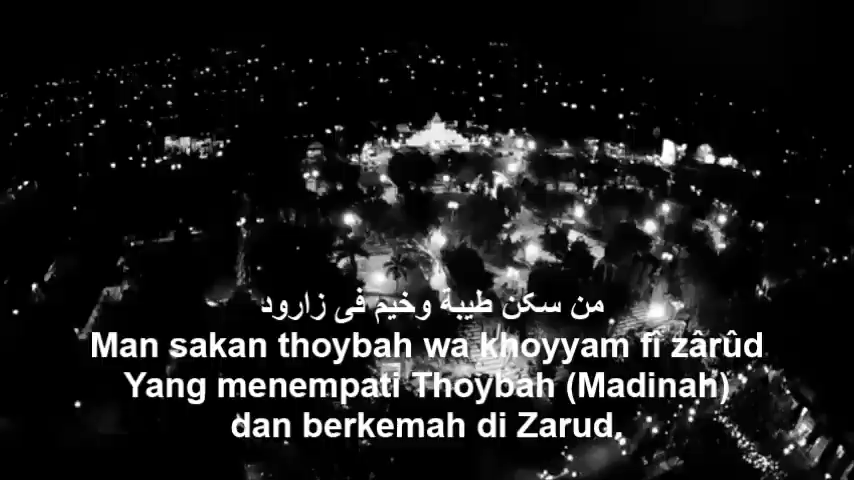 من سكن طيبة وخيم فى زارود
Man sakan thoybah wa khoyyam fî zârûd
Yang menempati Thoybah (Madinah)
dan berkemah di Zarud.